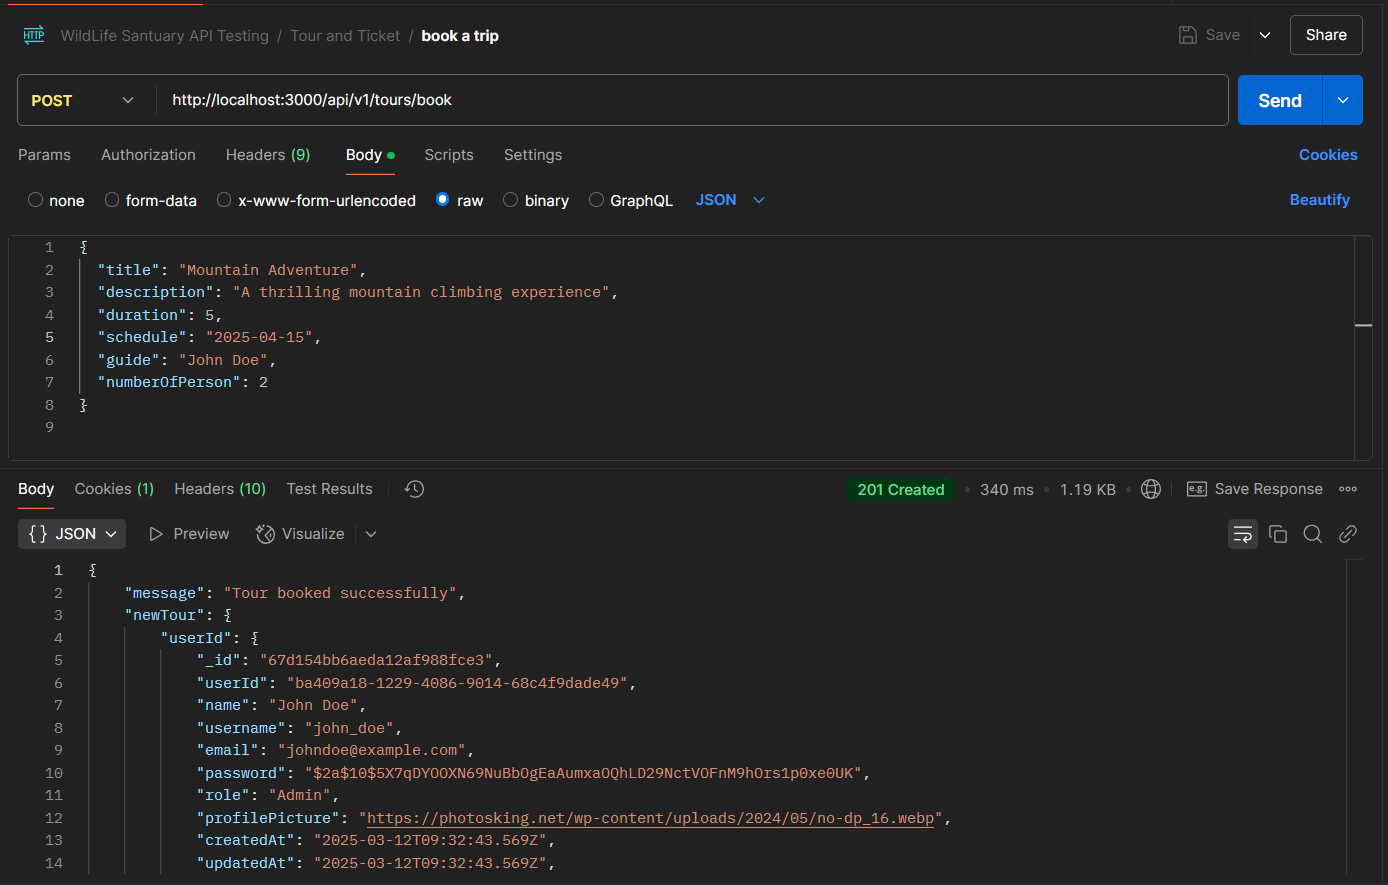 HTTP WildLife Santuary API Testing / Tour and Ticket / book a trip Save Share
POST http://localhost:3000/api/v1/tours/book Send
Params Authorization Headers (9) Body Scripts Settings Cookies
none form-data x-www-form-urlencoded raw binary GraphQL JSON Beautify
1 {
2 "title": "Mountain Adventure",
3 "description": "A thrilling mountain climbing experience",
4 "duration": 5,
5 "schedule": "2025-04-15",
6 "guide": "John Doe",
7 "numberOfPerson": 2
8 }
9
Body Cookies (1) Headers (10) Test Results 201 Created 340 ms 1.19 KB e.g. Save Response
{} JSON Preview Visualize
1 {
2 "message": "Tour booked successfully",
3 "newTour": {
4 "userId": {
5 "_id": "67d154bb6aeda12af988fce3",
6 "userId": "ba409a18-1229-4086-9014-68c4f9dade49",
7 "name": "John Doe",
8 "username": "john_doe",
9 "email": "johndoe@example.com",
10 "password": "$2a$10$5X7qDYOOXN69NuBbOgEaAumxaOQhLD29NctVOFnM9hOrs1p0xe0UK",
11 "role": "Admin",
12 "profilePicture": "https://photosking.net/wp-content/uploads/2024/05/no-dp_16.webp",
13 "createdAt": "2025-03-12T09:32:43.569Z",
14 "updatedAt": "2025-03-12T09:32:43.569Z",